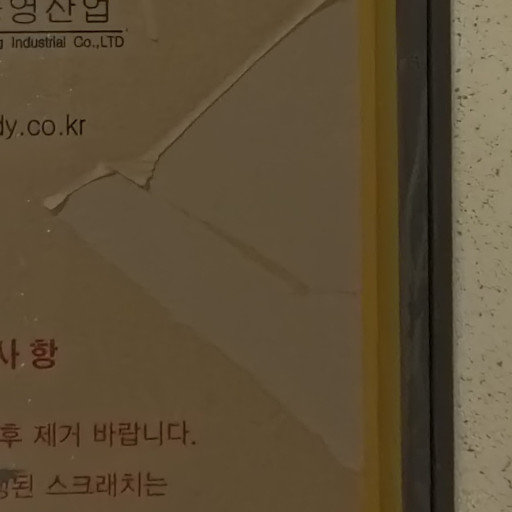 영산업
Industrial Co.,LTD
dy.co.kr
사항
후 제거 바랍니다.
된 스크래치는